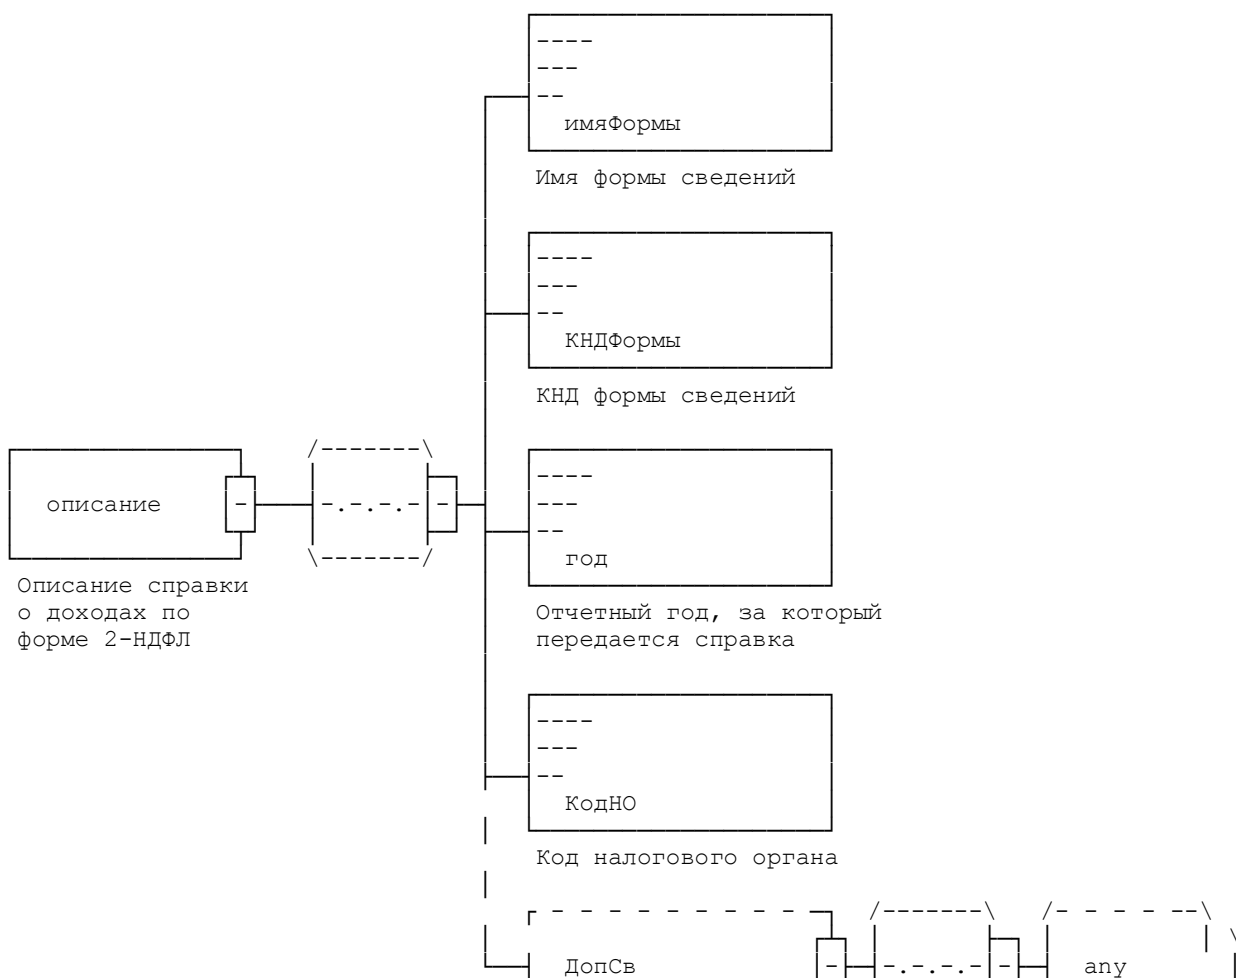 имяФормы
Имя формы сведений
КНДФормы
КНД формы сведений
описание
Описание справки
о доходах по
форме 2-НДФЛ
год
Отчетный год, за который
передается справка
КодНО
Код налогового органа
ДопСв
any